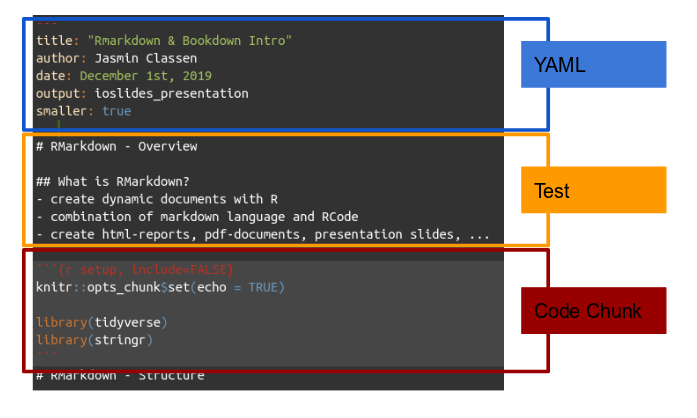 ---
title: "Rmarkdown & Bookdown Intro"
author: Jasmin Classen
date: December 1st, 2019
output: ioslides_presentation
smaller: true
YAML
# RMarkdown - Overview
## What is RMarkdown?
- create dynamic documents with R
- combination of markdown language and RCode
- create html-reports, pdf-documents, presentation slides, ...
Test
```{r setup, include=FALSE}
knitr::opts_chunk$set(echo = TRUE)
library(tidyverse)
library(stringr)
```
Code Chunk
# RMarkdown - Structure